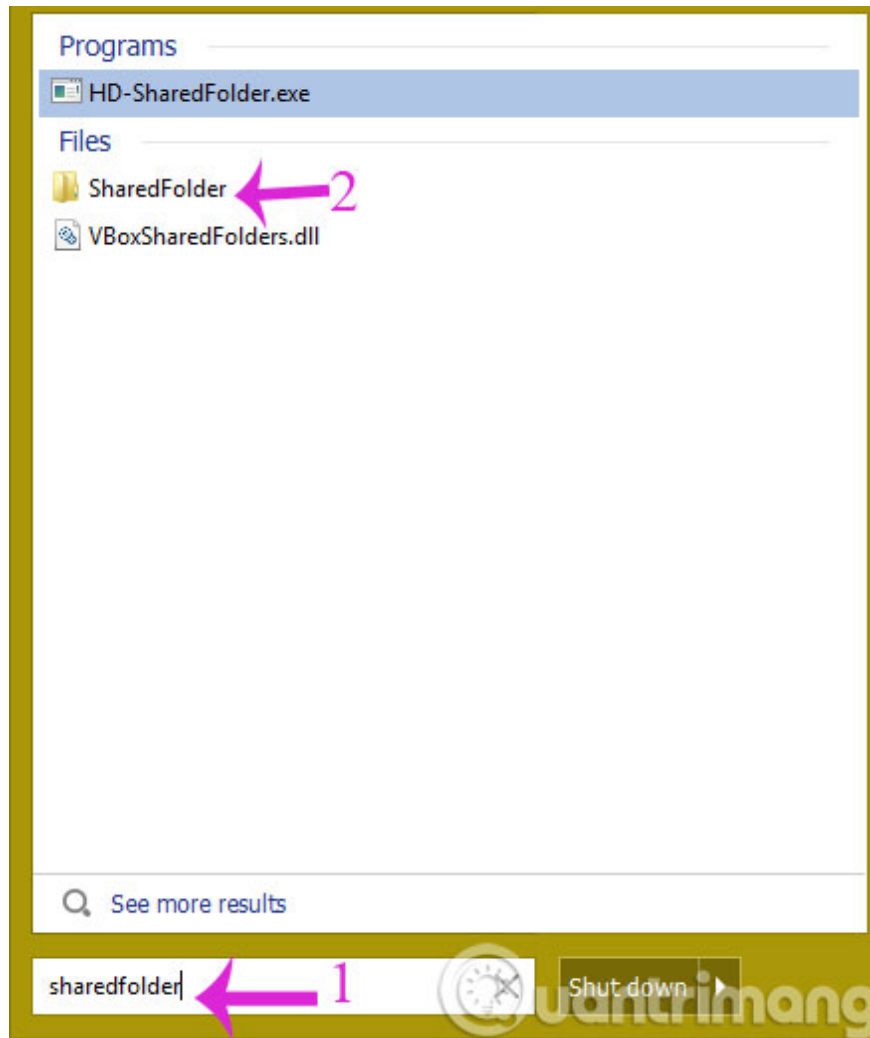 Programs
HD-SharedFolder.exe
Files
SharedFolder 2
VBoxSharedFolders.dll
See more results
sharedfolder 1
Shut down
Quantrimang